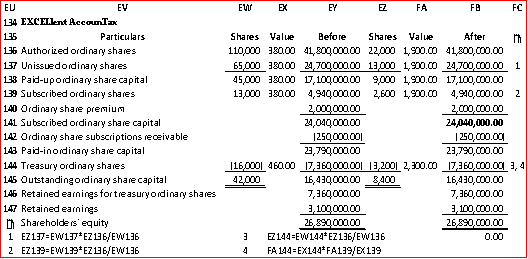 EU EV EW EX EY EZ FA FB FC
134 EXCELlent AccounTax
135 Particulars Shares Value Before Shares Value After
136 Authorized ordinary shares 110,000 380.00 41,800,000.00 22,000 1,900.00 41,800,000.00
137 Unissued ordinary shares 65,000 380.00 24,700,000.00 13,000 1,900.00 24,700,000.00 1
138 Paid-up ordinary share capital 45,000 380.00 17,100,000.00 9,000 1,900.00 17,100,000.00
139 Subscribed ordinary shares 13,000 380.00 4,940,000.00 2,600 1,900.00 4,940,000.00 2
140 Ordinary share premium 2,000,000.00 2,000,000.00
141 Subscribed ordinary share capital 24,040,000.00 24,040,000.00
142 Ordinary share subscriptions receivable (250,000.00) (250,000.00)
143 Paid-in ordinary share capital 23,790,000.00 23,790,000.00
144 Treasury ordinary shares (16,000) 460.00 (7,360,000.00) (3,200) 2,300.00 (7,360,000.00) 3, 4
145 Outstanding ordinary share capital 42,000 16,430,000.00 8,400 16,430,000.00
146 Retained earnings for treasury ordinary shares 7,360,000.00 7,360,000.00
147 Retained earnings 3,100,000.00 3,100,000.00
Shareholders' equity 26,890,000.00 26,890,000.00
1 EZ137=EW137*EZ136/EW136 3 EZ144=EW144*EZ136/EW136 0.00
2 EZ139=EW139*EZ136/EW136 4 FA144=EX144*FA139/EX139